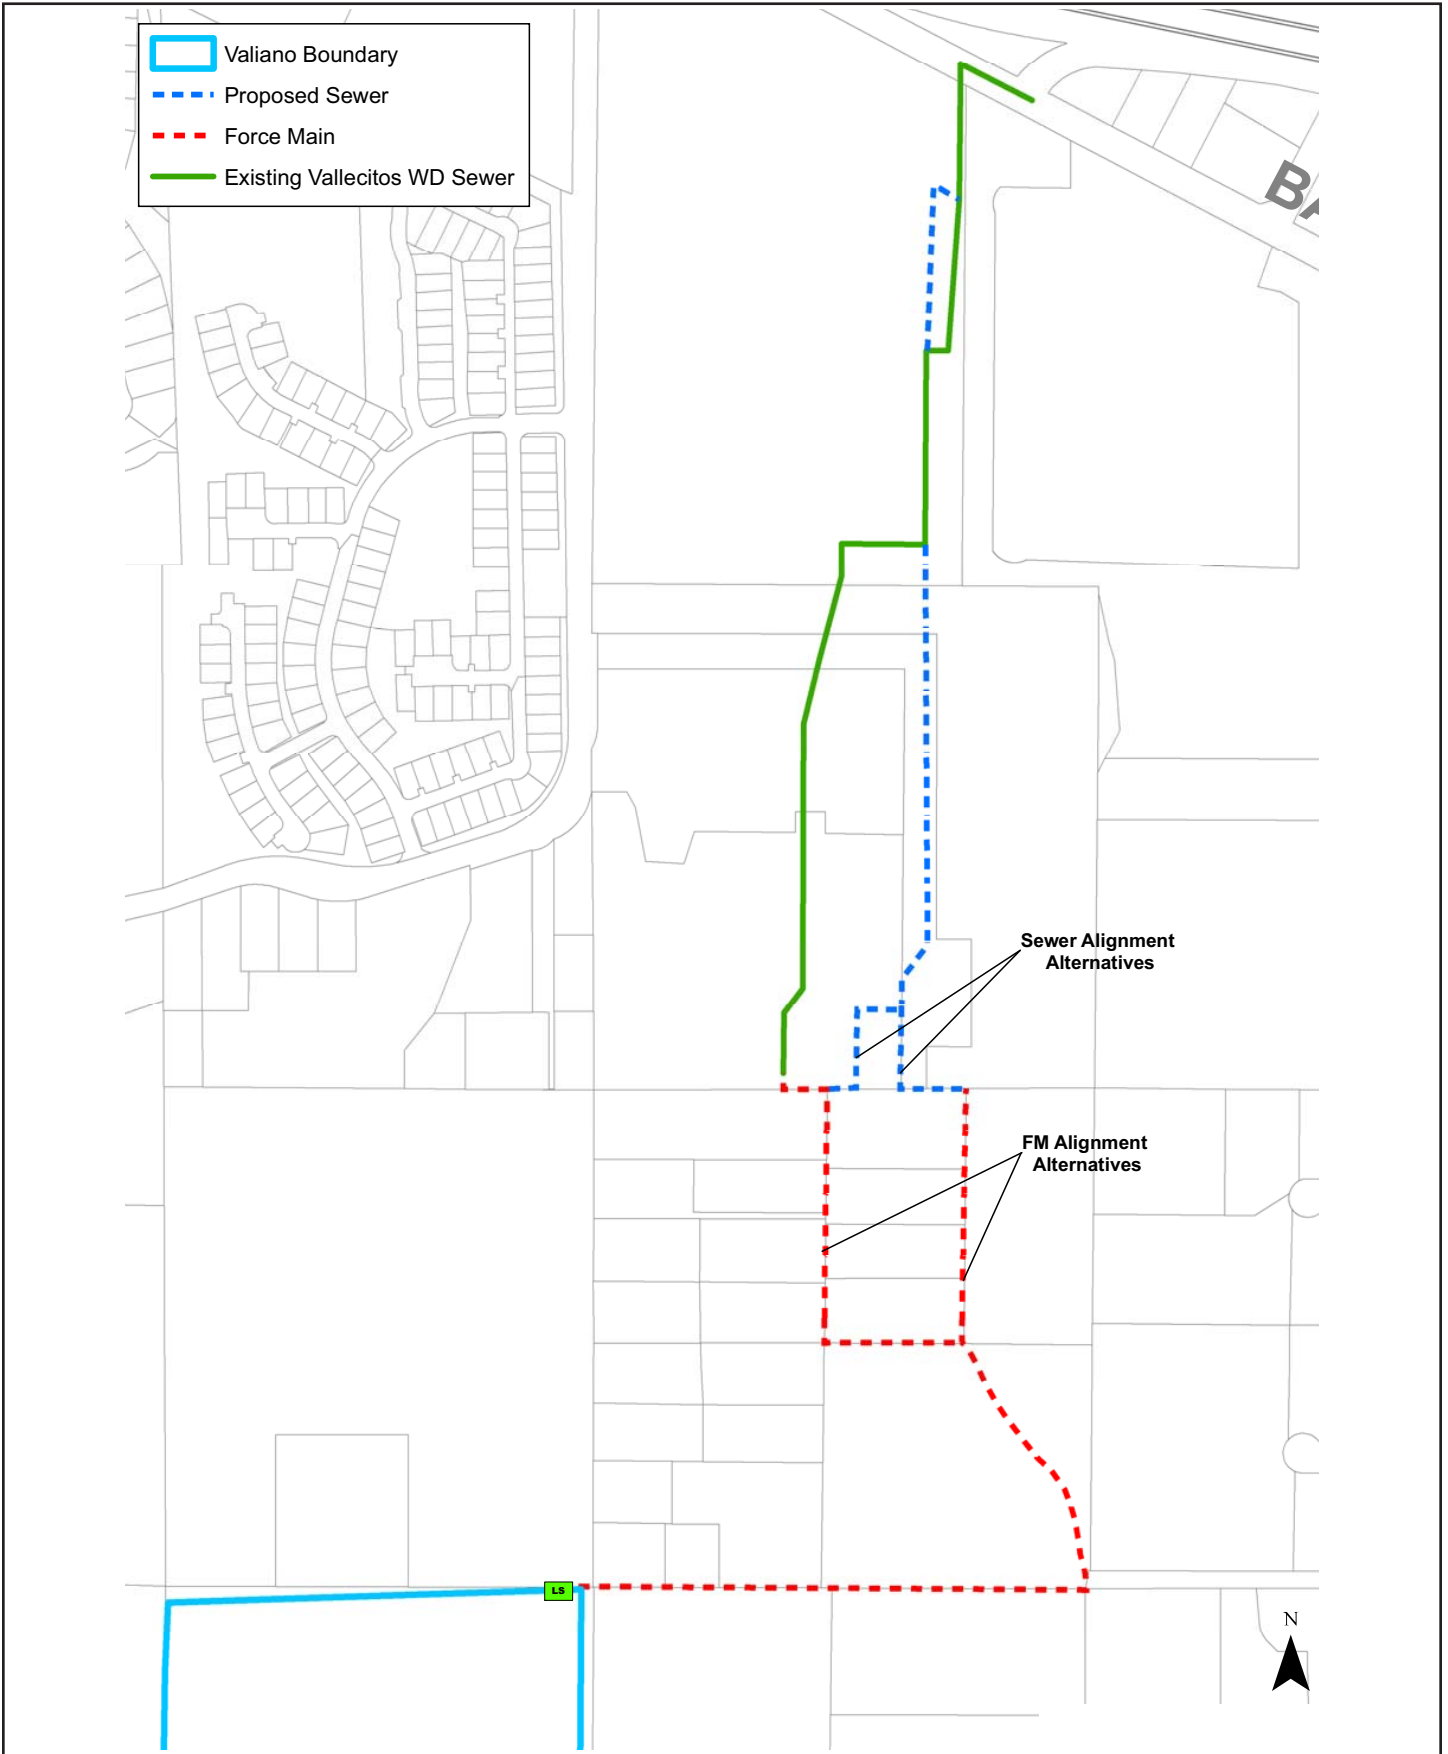 Valiano Boundary
Proposed Sewer
Force Main
Existing Vallecitos WD Sewer
Sewer Alignment
Alternatives
FM Alignment
Alternatives
LS
N